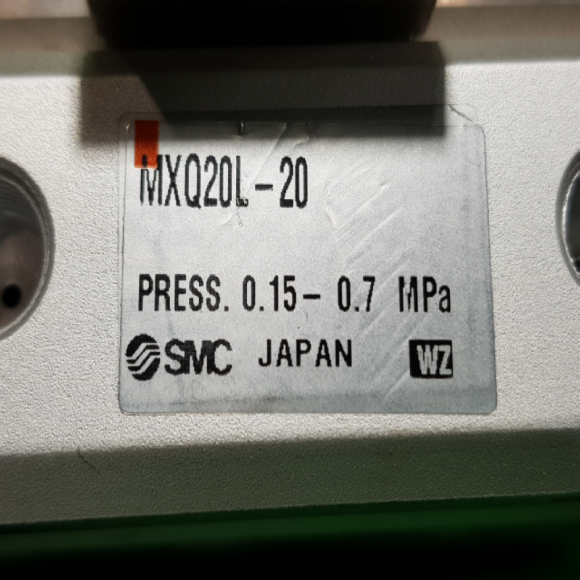 MXQ20L-20
PRESS. 0.15- 0.7 MPa
SMC JAPAN WZ